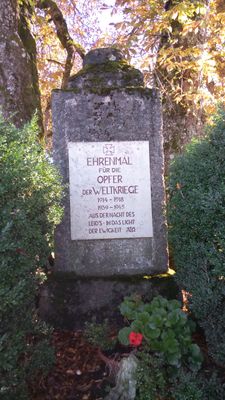 EHRENMAL
FÜR DIE
OPFER
DER WELTKRIEGE
1914 - 1918
1939 - 1945
AUS DER NACHT DES
LEID'S - IN DAS LICHT
DER EWIGKEIT